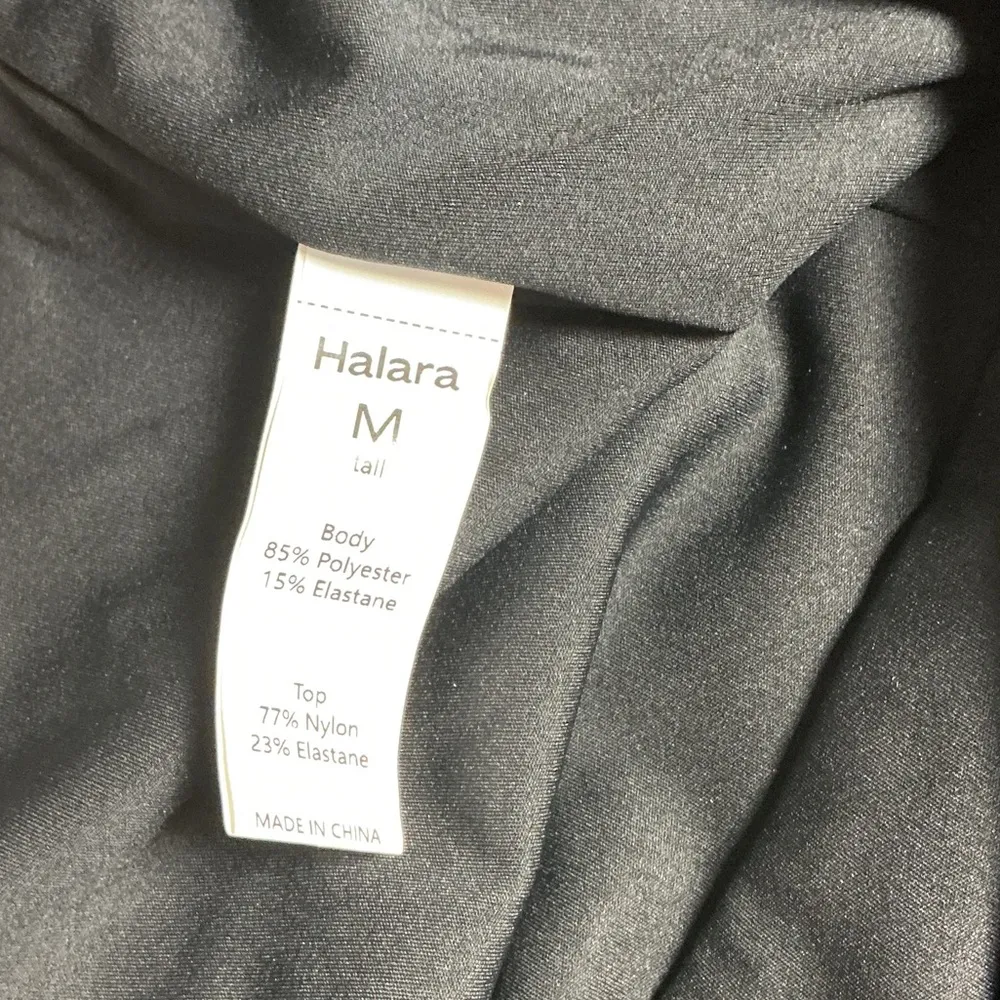 Halara
M
tall
Body
85% Polyester
15% Elastane
Top
77% Nylon
23% Elastane
MADE IN CHINA